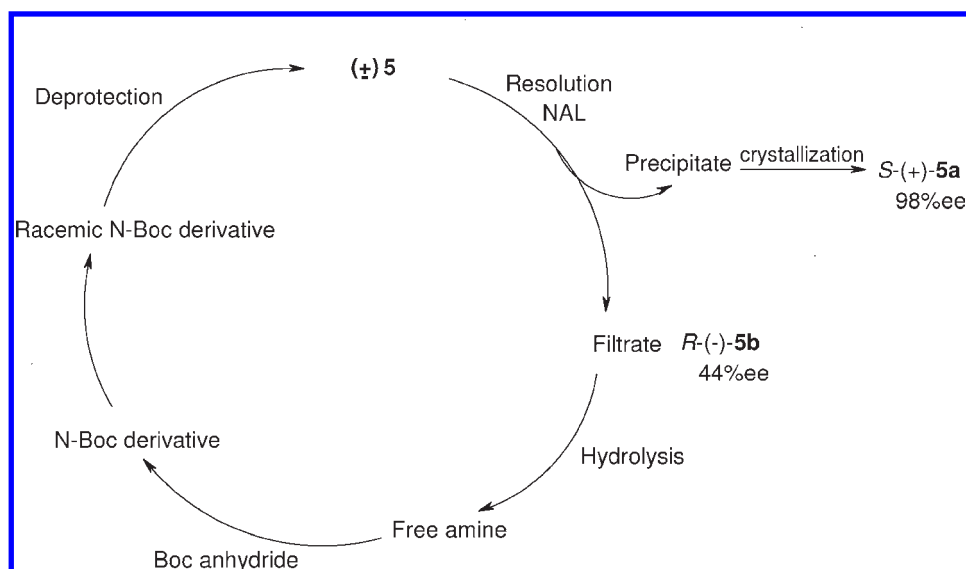 (±) 5
Resolution
NAL
Deprotection
Precipitate
crystallization
S-(+)-5a
98%ee
Racemic N-Boc derivative
Filtrate
R-(-)-5b
44%ee
N-Boc derivative
Hydrolysis
Free amine
Boc anhydride